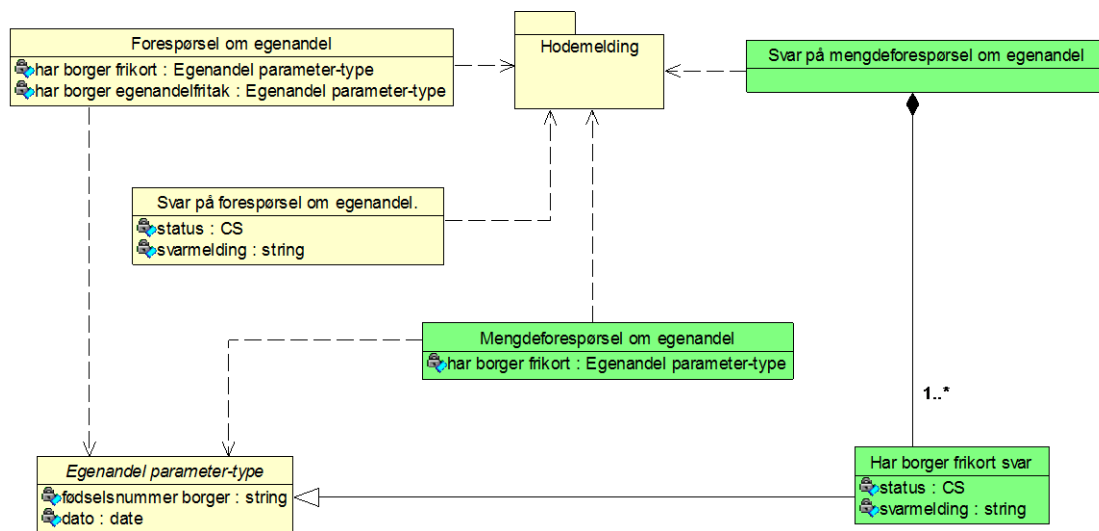 Forespørsel om egenandel
har borger frikort : Egenandel parameter-type
har borger egenandelfritak : Egenandel parameter-type
Hodemelding
Svar på mengdeforespørsel om egenandel
Svar på forespørsel om egenandel.
status : CS
svarmelding : string
Mengdeforespørsel om egenandel
har borger frikort : Egenandel parameter-type
1..*
Egenandel parameter-type
fødselsnummer borger : string
dato : date
Har borger frikort svar
status : CS
svarmelding : string